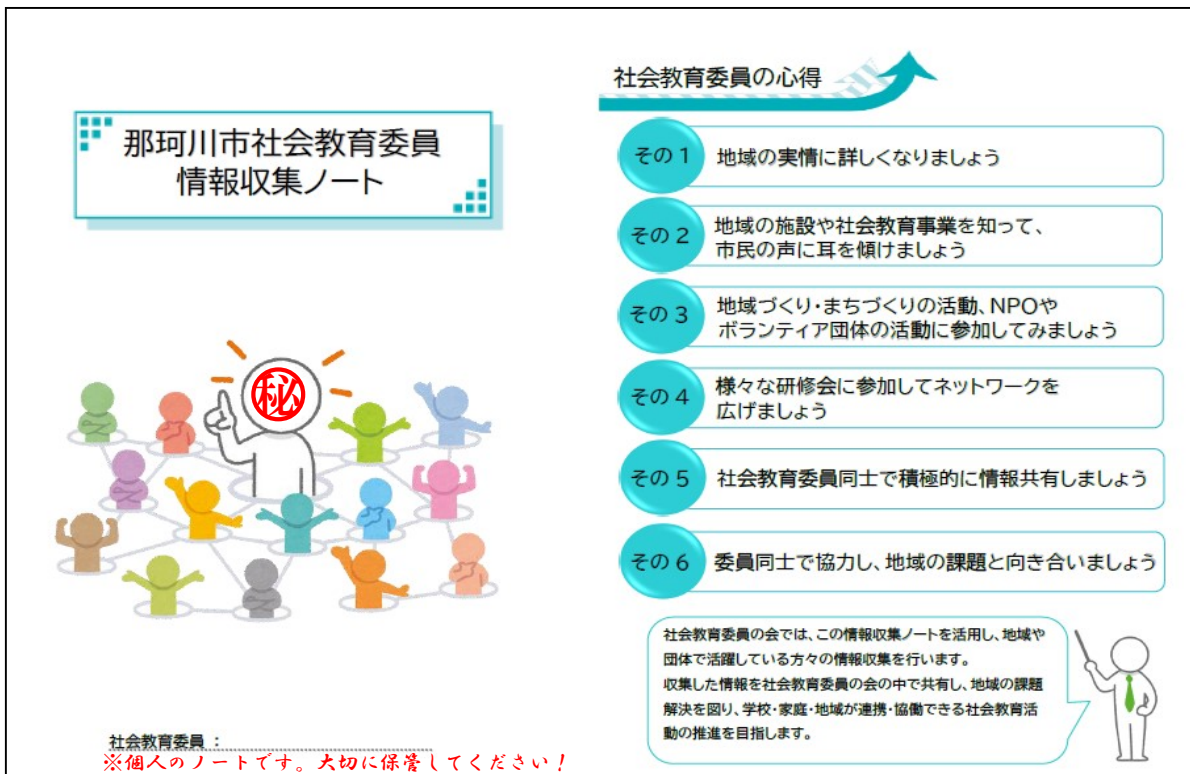 那珂川市社会教育委員
情報収集ノート
㊙
社会教育委員 :
※個人のノートです。大切に保管してください!
社会教育委員の心得
その1 地域の実情に詳しくなりましょう
その2 地域の施設や社会教育事業を知って、
市民の声に耳を傾けましょう
その3 地域づくり・まちづくりの活動、NPOや
ボランティア団体の活動に参加してみましょう
その4 様々な研修会に参加してネットワークを
広げましょう
その5 社会教育委員同士で積極的に情報共有しましょう
その6 委員同士で協力し、地域の課題と向き合いましょう
社会教育委員の会では、この情報収集ノートを活用し、地域や
団体で活躍している方々の情報収集を行います。
収集した情報を社会教育委員の会の中で共有し、地域の課題
解決を図り、学校・家庭・地域が連携・協働できる社会教育活
動の推進を目指します。